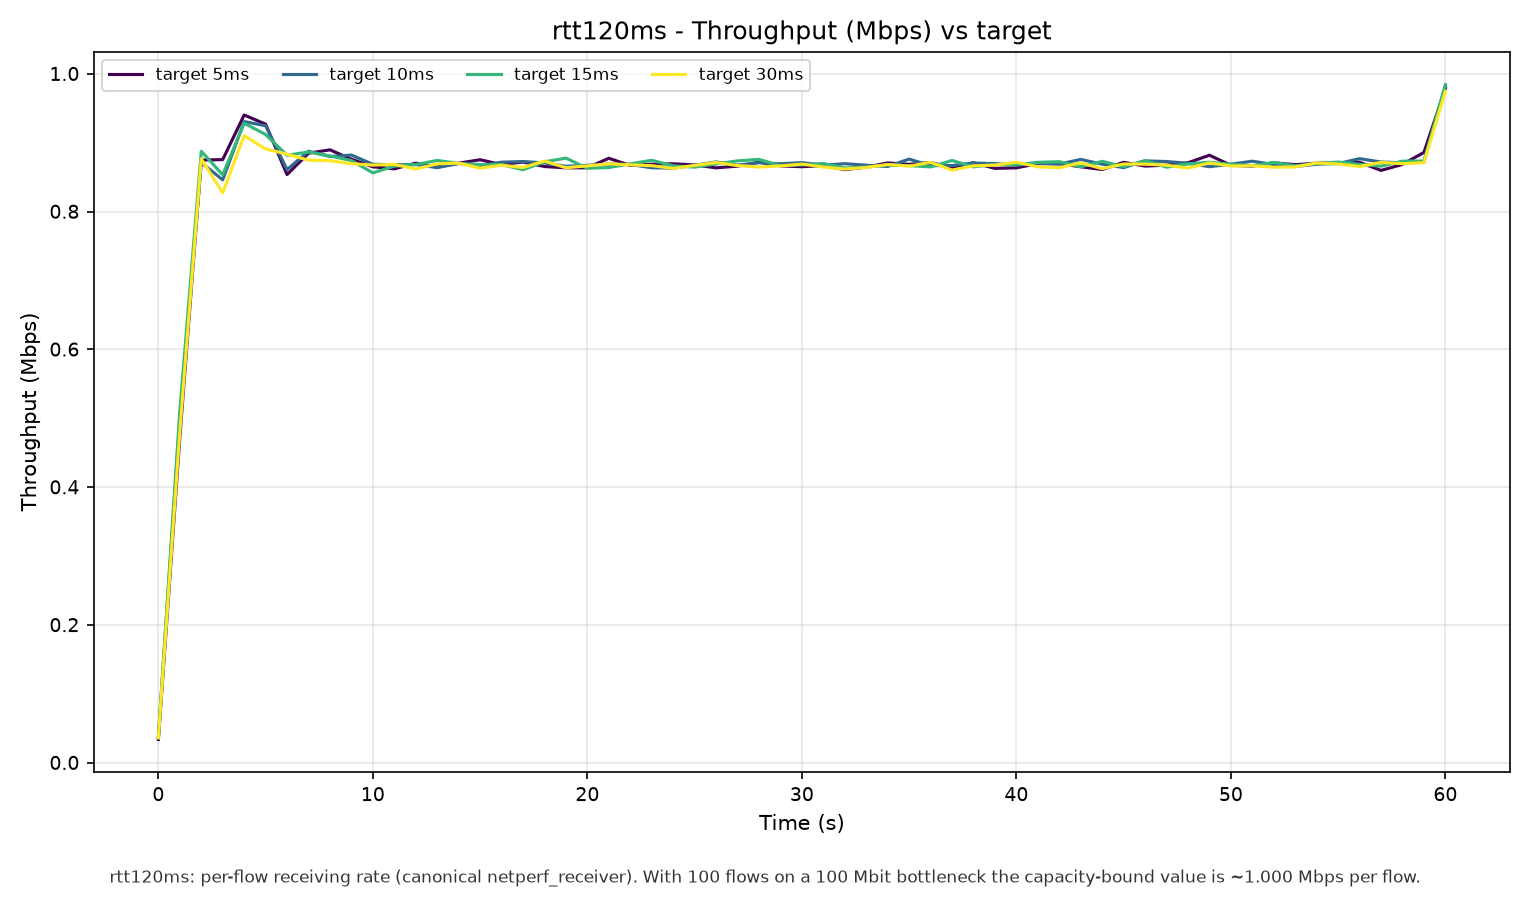 rtt120ms - Throughput (Mbps) vs target
target 5ms target 10ms target 15ms target 30ms
1.0
0.8
0.6
0.4
0.2
0.0
Throughput (Mbps)
0 10 20 30 40 50 60
Time (s)
rtt120ms: per-flow receiving rate (canonical netperf_receiver). With 100 flows on a 100 Mbit bottleneck the capacity-bound value is ~1.000 Mbps per flow.